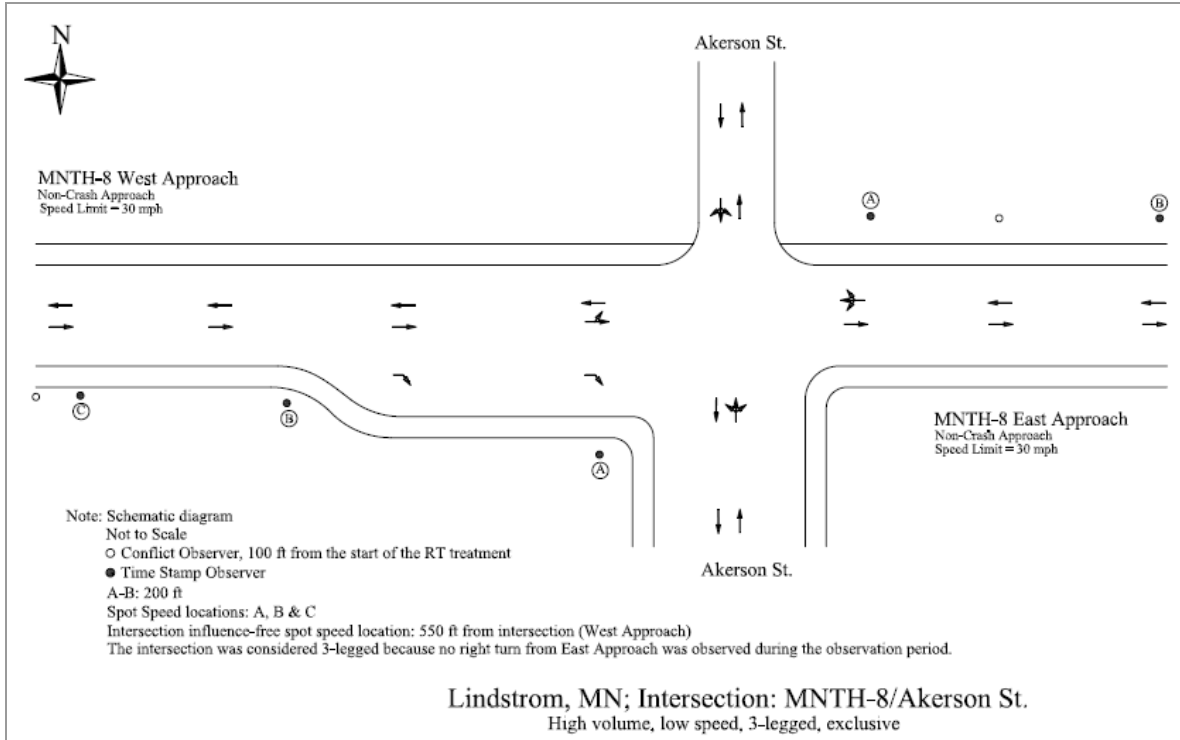 N
Akerson St.
MNTH-8 West Approach
Non-Crash Approach
Speed Limit = 30 mph
A
B
C
B
A
MNTH-8 East Approach
Non-Crash Approach
Speed Limit = 30 mph
Note: Schematic diagram
Not to Scale
Conflict Observer, 100 ft from the start of the RT treatment
Time Stamp Observer
A-B: 200 ft
Spot Speed locations: A, B & C
Intersection influence-free spot speed location: 550 ft from intersection (West Approach)
The intersection was considered 3-legged because no right turn from East Approach was observed during the observation period.
Akerson St.
Lindstrom, MN; Intersection: MNTH-8/Akerson St.
High volume, low speed, 3-legged, exclusive